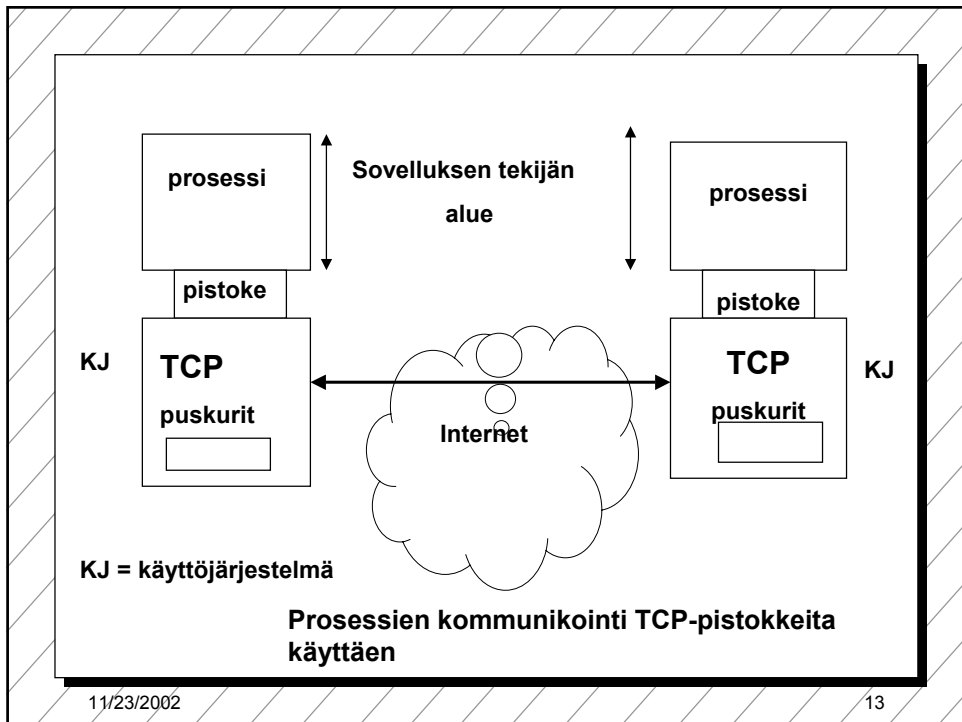 prosessi
Sovelluksen tekijän
alue
prosessi
pistoke
pistoke
KJ
TCP
puskurit
Internet
TCP
puskurit
KJ
KJ = käyttöjärjestelmä
Prosessien kommunikointi TCP-pistokkeita
käyttäen
11/23/2002
13